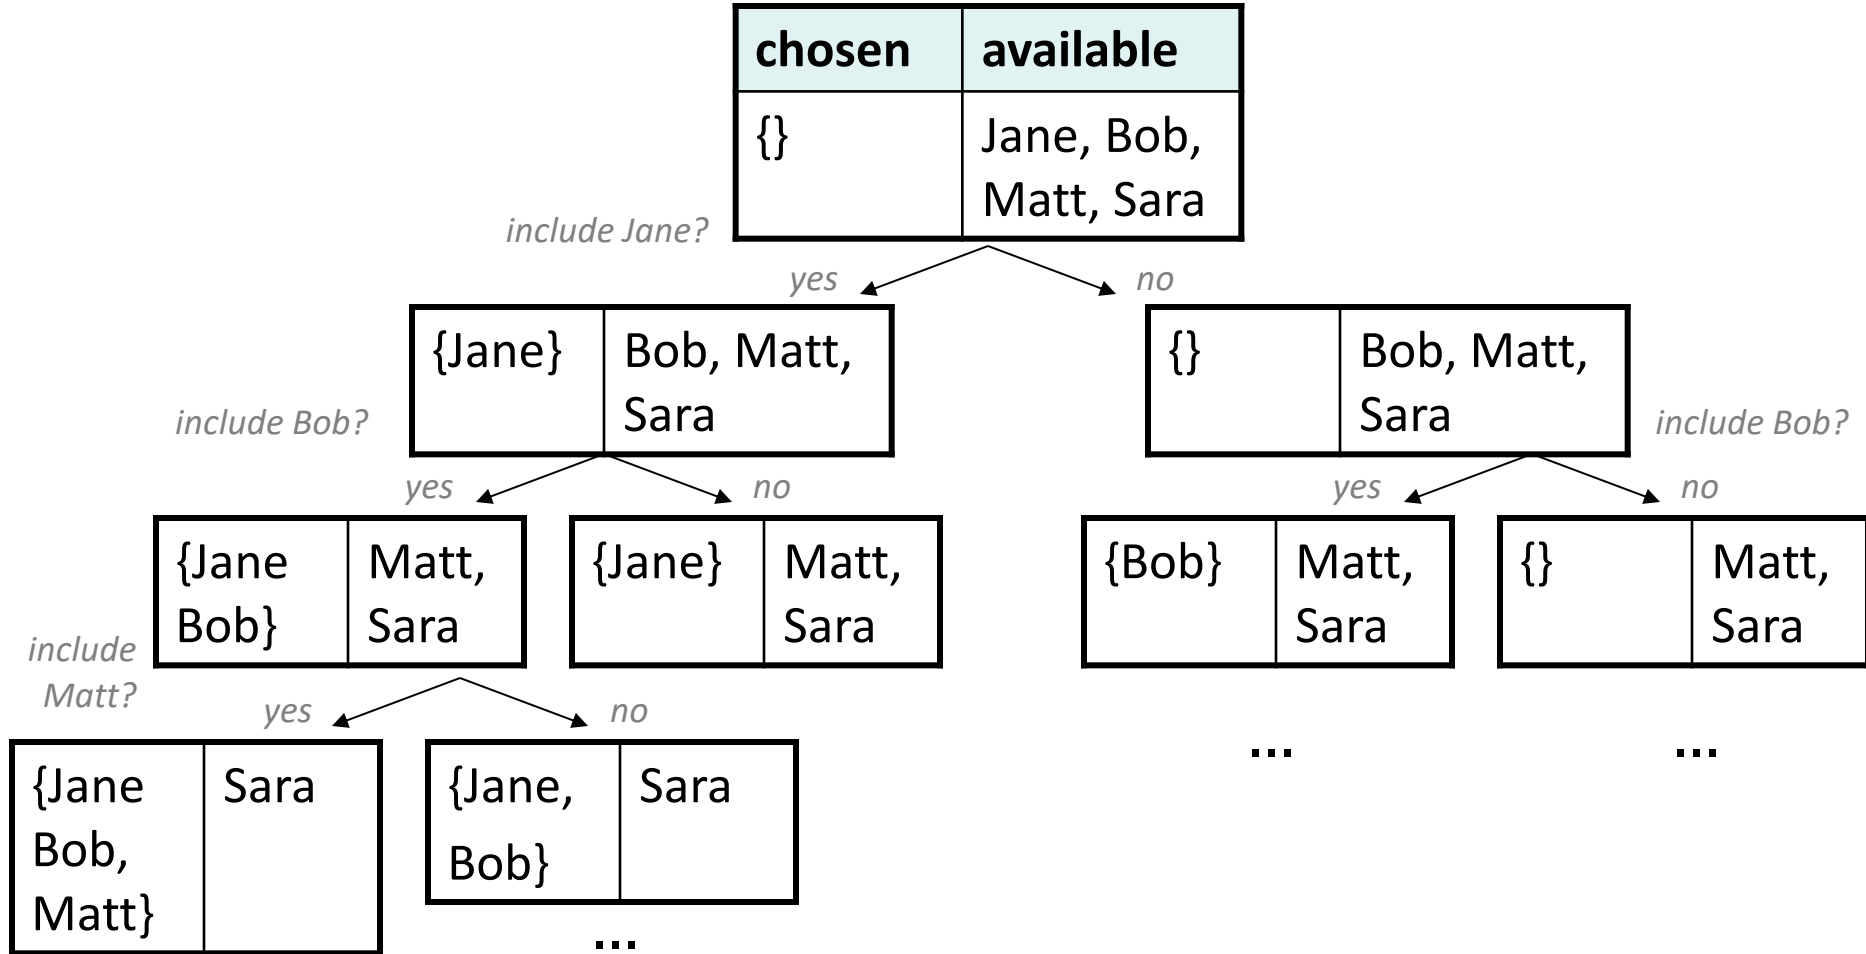 chosen available
{} Jane, Bob,
Matt, Sara
include Jane?
yes no
{Jane} Bob, Matt,
Sara
{} Bob, Matt,
Sara
include Bob? include Bob?
yes no yes no
{Jane
Bob}
Matt,
Sara
{Jane} Matt,
Sara
{Bob} Matt,
Sara
{} Matt,
Sara
include
Matt?
yes no
{Jane
Bob,
Matt}
Sara
{Jane,
Bob}
Sara
... ...
...